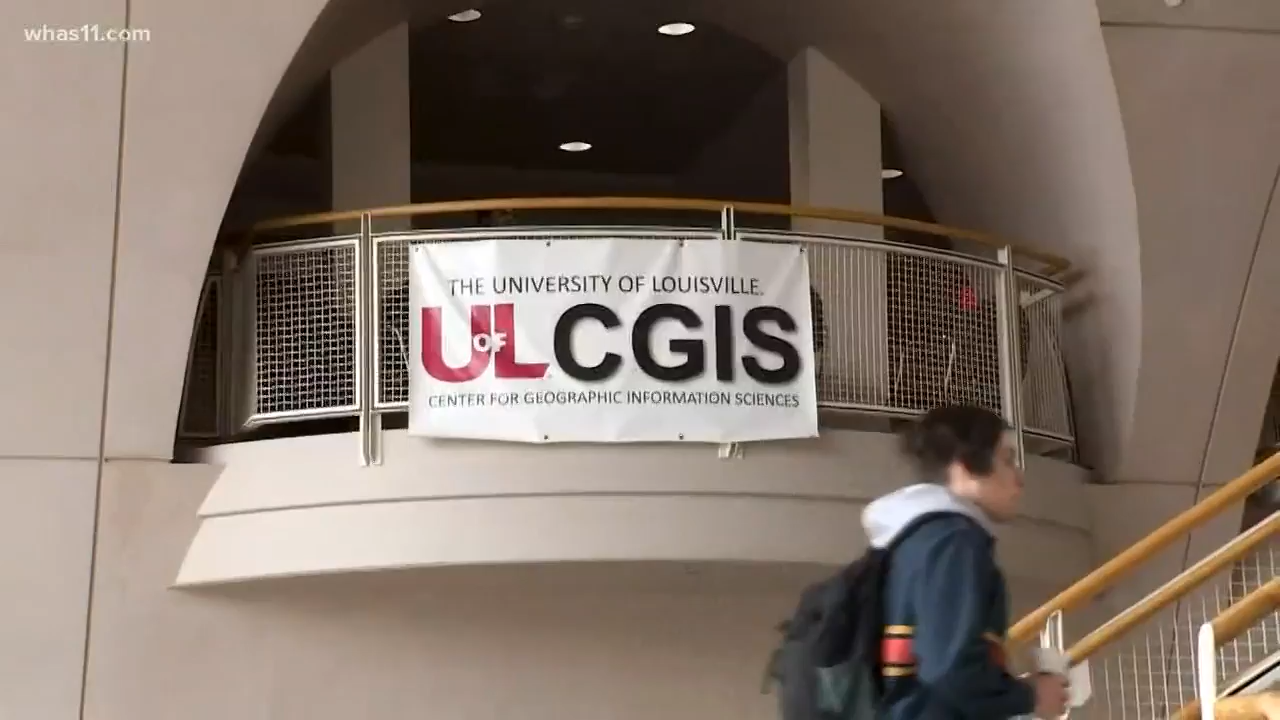 whas11.com
THE UNIVERSITY OF LOUISVILLE.
UOFL CGIS
CENTER FOR GEOGRAPHIC INFORMATION SCIENCES